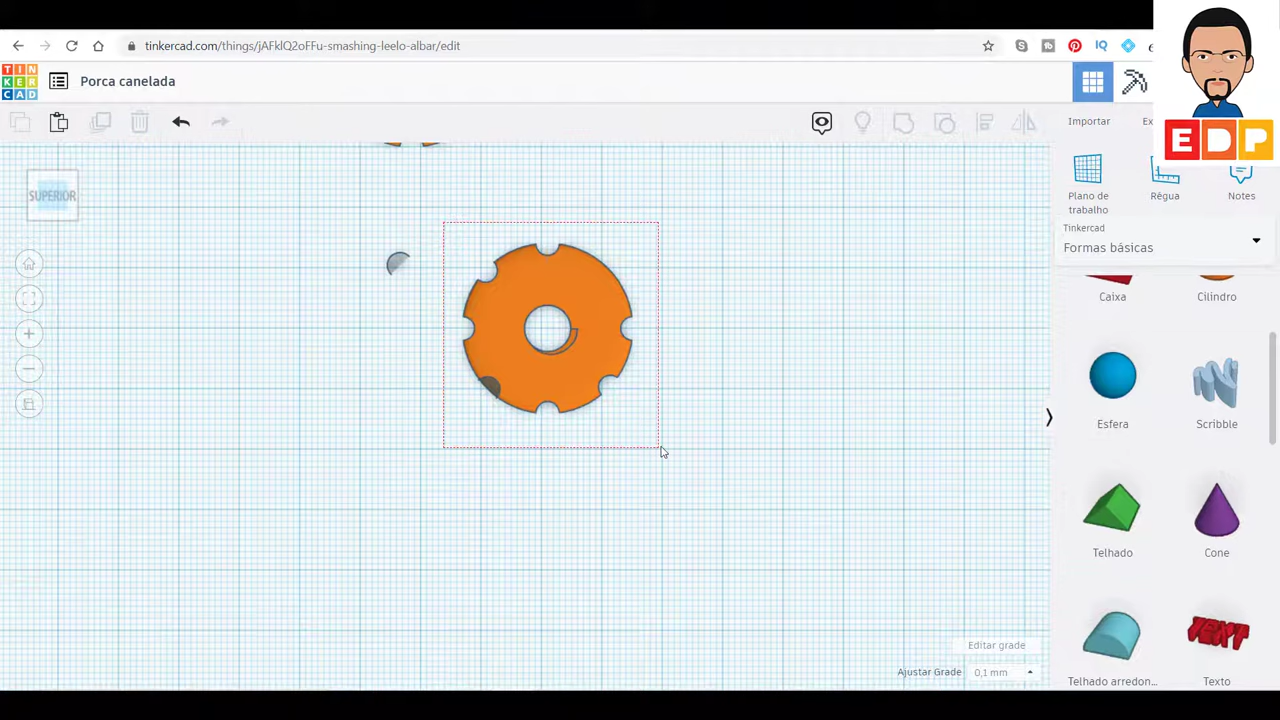 tinkercad.com/things/jAFklQ2oFFu-smashing-leelo-albar/edit
IQ
TIN
KER
CAD
Porca canelada
EDP
Importar
SUPERIOR
Plano de
trabalho
Régua
Notes
Tinkercad
Formas básicas
Caixa
Cilindro
Esfera
Scribble
Telhado
Cone
TEXT
Telhado arredon...
Texto
Editar grade
Ajustar Grade
0,1 mm